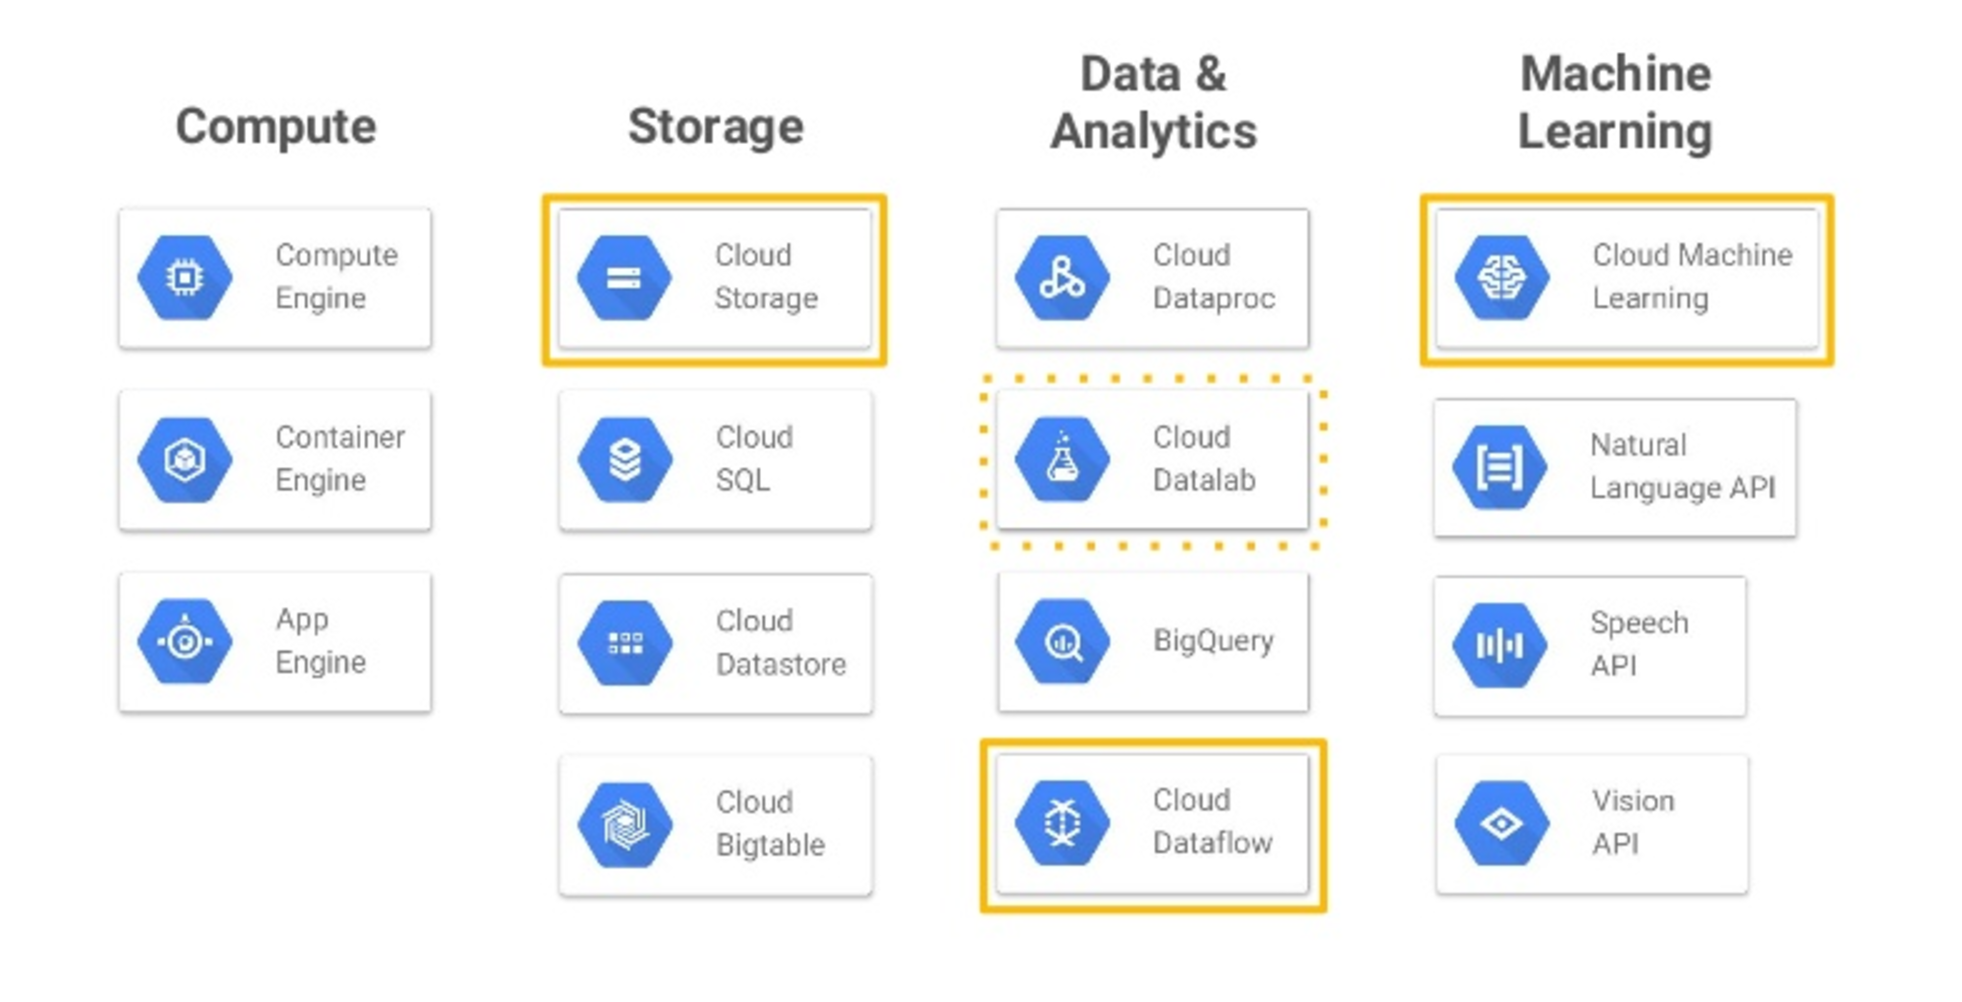 Compute
Compute
Engine
Container
Engine
App
Engine
Storage
Cloud
Storage
Cloud
SQL
Cloud
Datastore
Cloud
Bigtable
Data &
Analytics
Cloud
Dataproc
Cloud
Datalab
BigQuery
Cloud
Dataflow
Machine
Learning
Cloud Machine
Learning
Natural
Language API
Speech
API
Vision
API